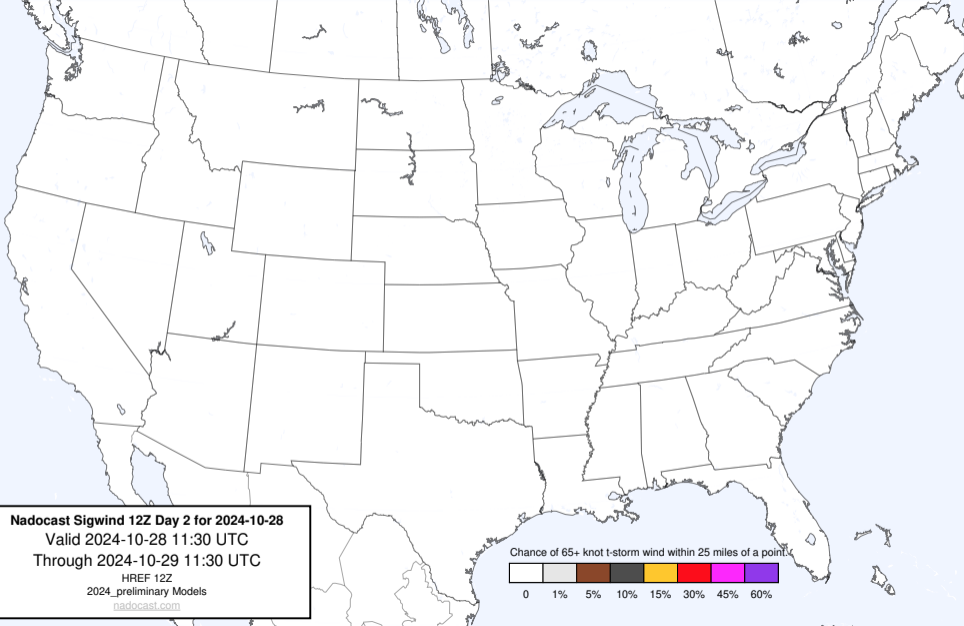 Nadocast Sigwind 12Z Day 2 for 2024-10-28
Valid 2024-10-28 11:30 UTC
Through 2024-10-29 11:30 UTC
HREF 12Z
2024_preliminary Models
nadocast.com
Chance of 65+ knot t-storm wind within 25 miles of a point.
0 1% 5% 10% 15% 30% 45% 60%